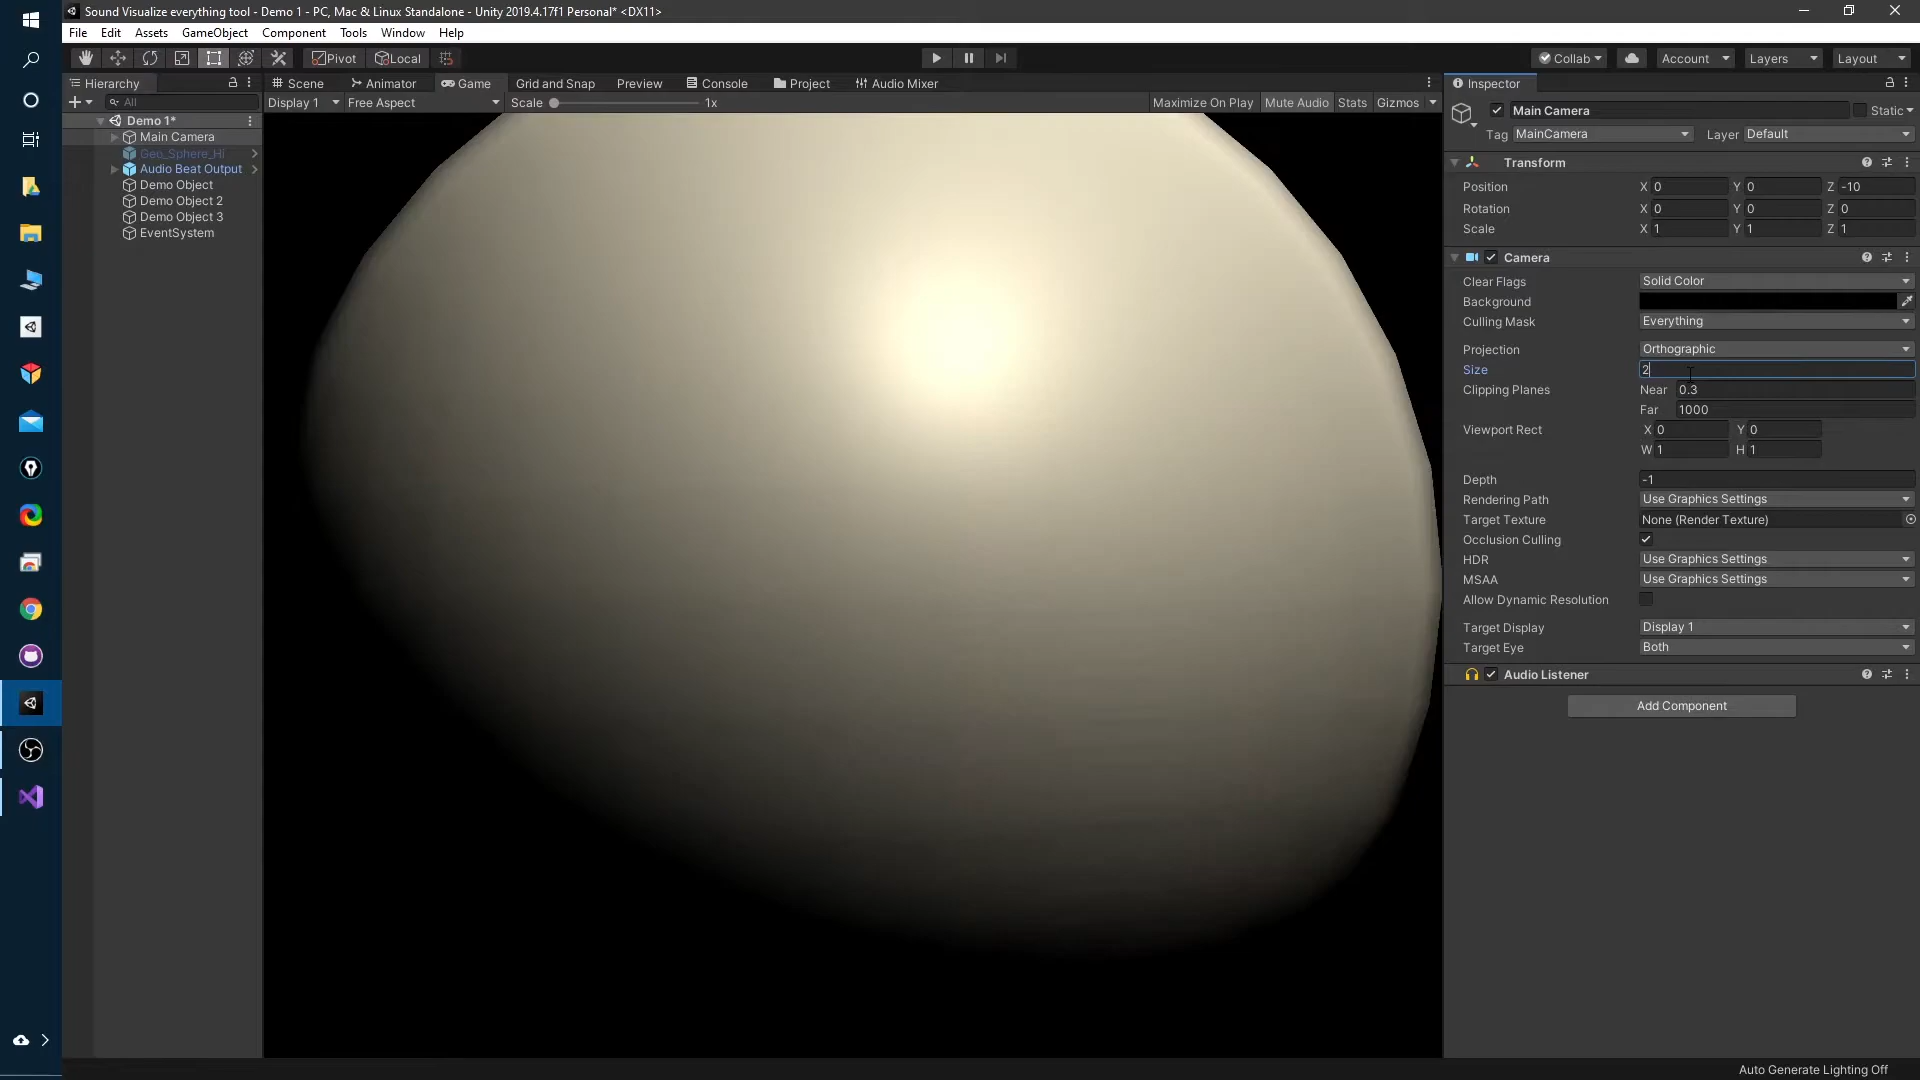 Sound Visualize everything tool - Demo 1 - PC, Mac & Linux Standalone - Unity 2019.4.17f1 Personal* <DX11>
File Edit Assets GameObject Component Tools Window Help
Pivot Local Collab Account Layers Layout
Hierarchy Scene Animator Game Grid and Snap Preview Console Project Audio Mixer Inspector
All Display 1 Free Aspect Scale 1x Maximize On Play Mute Audio Stats Gizmos
Demo 1*
Main Camera
Geo_Sphere_Hi
Audio Beat Output
Demo Object
Demo Object 2
Demo Object 3
EventSystem
Main Camera Static
Tag MainCamera Layer Default
Transform
Position X 0 Y 0 Z -10
Rotation X 0 Y 0 Z 0
Scale X 1 Y 1 Z 1
Camera
Clear Flags Solid Color
Background
Culling Mask Everything
Projection Orthographic
Size 2
Clipping Planes Near 0.3
Far 1000
Viewport Rect X 0 Y 0
W 1 H 1
Depth -1
Rendering Path Use Graphics Settings
Target Texture None (Render Texture)
Occlusion Culling
HDR Use Graphics Settings
MSAA Use Graphics Settings
Allow Dynamic Resolution
Target Display Display 1
Target Eye Both
Audio Listener
Add Component
Auto Generate Lighting Off